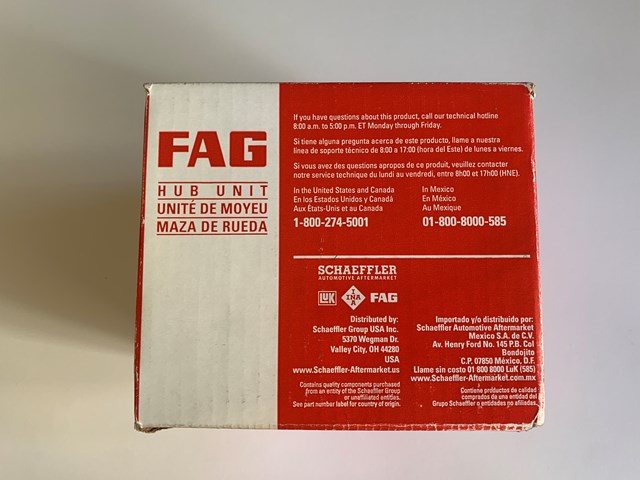 FAG
HUB UNIT
UNITÉ DE MOYEU
MAZA DE RUEDA
If you have questions about this product, call our technical hotline
8:00 a.m. to 5:00 p.m. ET Monday through Friday.
Si tiene alguna pregunta acerca de este producto, llame a nuestra
línea de soporte técnico de 8:00 a 17:00 (hora del Este) de lunes a viernes.
Si vous avez des questions apropos de ce produit, veuillez contacter
notre service technique du lundi au vendredi, entre 8h00 et 17h00 (HNE).
In the United States and Canada
En los Estados Unidos y Canadá
Aux États-Unis et au Canada
1-800-274-5001
In Mexico
En México
Au Mexique
01-800-8000-585
SCHAEFFLER
AUTOMOTIVE AFTERMARKET
LUK INA FAG
Distributed by:
Schaeffler Group USA Inc.
5370 Wegman Dr.
Valley City, OH 44280
USA
www.Schaeffler-Aftermarket.us
Contains quality components purchased
from an entity of the Schaeffler Group
or unaffiliated entities.
See part number label for country of origin.
Importado y/o distribuido por:
Schaeffler Automotive Aftermarket
Mexico S.A. de C.V.
Av. Henry Ford No. 145 P.B. Col
Bondojito
C.P. 07850 México, D.F.
Llame sin costo 01 800 8000 LuK (585)
www.Schaeffler-Aftermarket.com.mx
Contiene productos de calidad
comprados da una entidad del
Grupo Schaeffler o entidades no afiliadas.